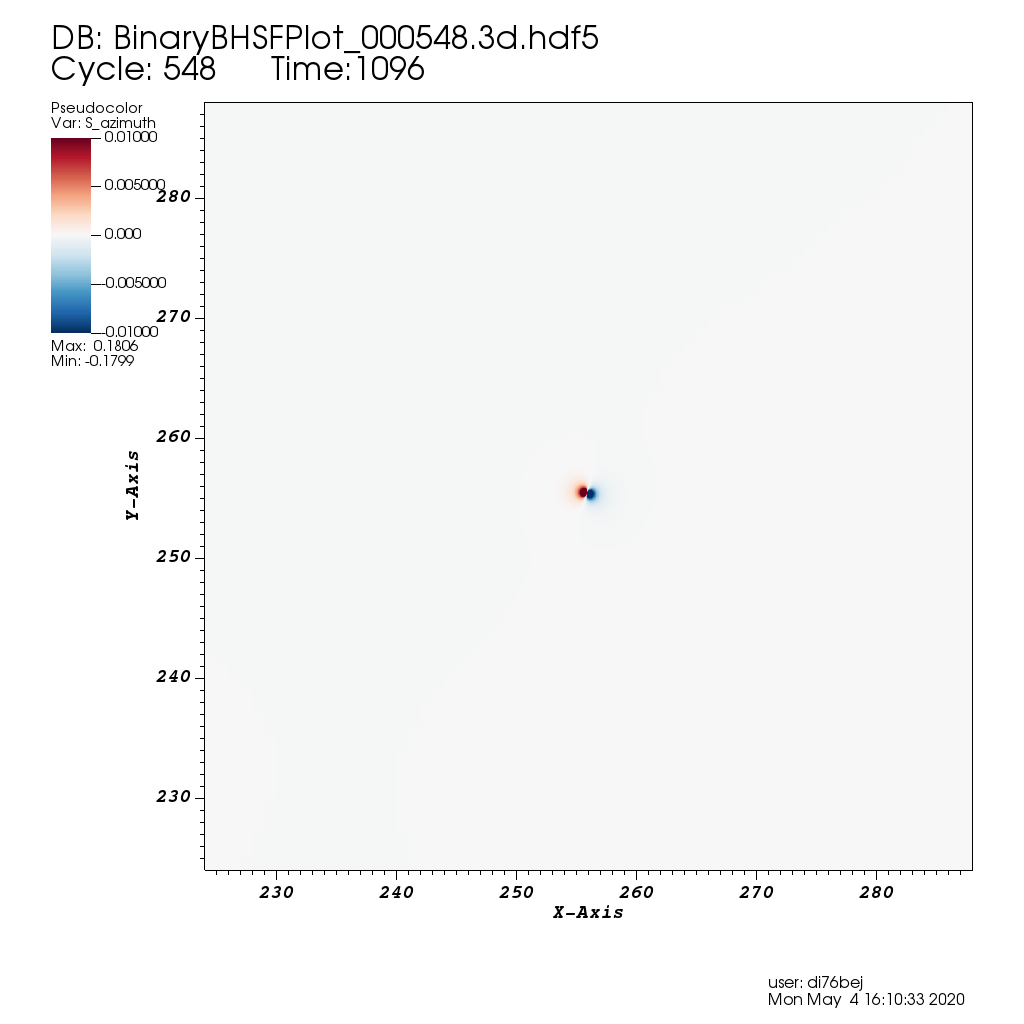 DB: BinaryBHSFPlot_000548.3d.hdf5
Cycle: 548 Time:1096
Pseudocolor
Var: S_azimuth
0.01000
0.005000
0.000
-0.005000
-0.01000
Max: 0.1806
Min: -0.1799
280
270
260
250
240
230
Y-Axis
230 240 250 260 270 280
X-Axis
user: di76bej
Mon May 4 16:10:33 2020